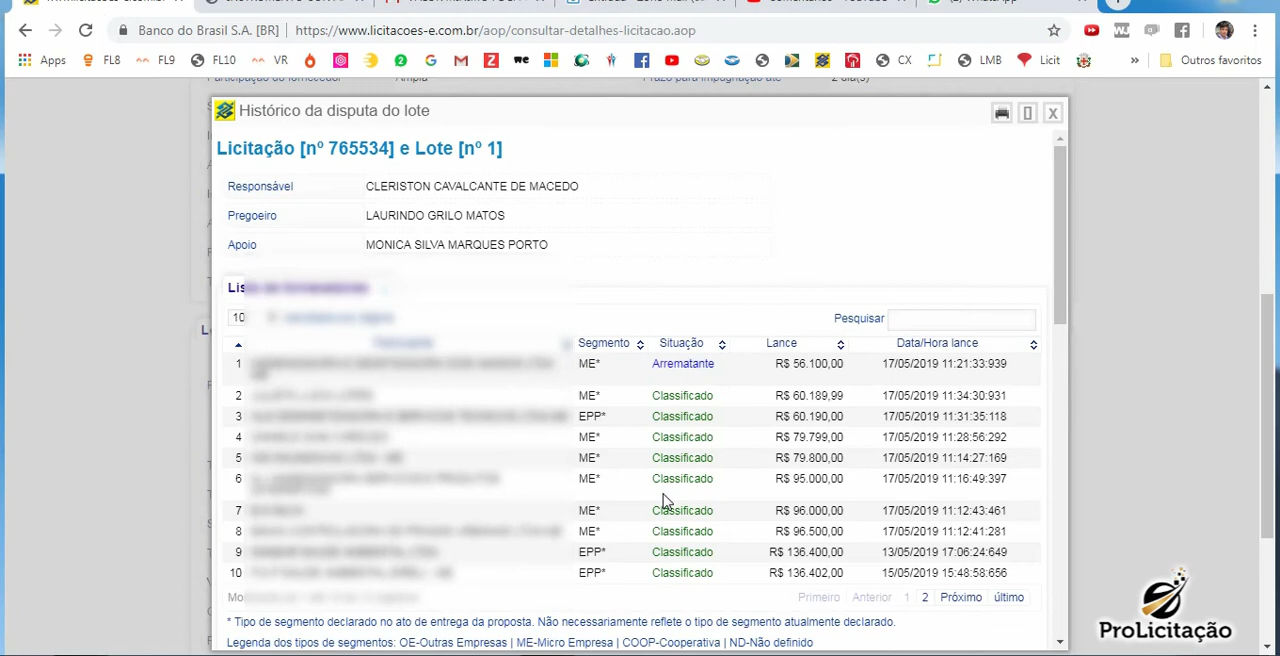 Banco do Brasil S.A. [BR] | https://www.licitacoes-e.com.br/aop/consultar-detalhes-licitacao.aop
Apps FL8 FL9 FL10 VR CX LMB Licit » Outros favoritos
Histórico da disputa do lote X
Licitação [nº 765534] e Lote [nº 1]
Responsável CLERISTON CAVALCANTE DE MACEDO
Pregoeiro LAURINDO GRILO MATOS
Apoio MONICA SILVA MARQUES PORTO
10 Pesquisar
Segmento Situação Lance Data/Hora lance
1 ME* Arrematante R$ 56.100,00 17/05/2019 11:21:33:939
2 ME* Classificado R$ 60.189,99 17/05/2019 11:34:30:931
3 EPP* Classificado R$ 60.190,00 17/05/2019 11:31:35:118
4 ME* Classificado R$ 79.799,00 17/05/2019 11:28:56:292
5 ME* Classificado R$ 79.800,00 17/05/2019 11:14:27:169
6 ME* Classificado R$ 95.000,00 17/05/2019 11:16:49:397
7 ME* Classificado R$ 96.000,00 17/05/2019 11:12:43:461
8 ME* Classificado R$ 96.500,00 17/05/2019 11:12:41:281
9 EPP* Classificado R$ 136.400,00 13/05/2019 17:06:24:649
10 EPP* Classificado R$ 136.402,00 15/05/2019 15:48:58:656
Primeiro Anterior 1 2 Próximo último
* Tipo de segmento declarado no ato de entrega da proposta. Não necessariamente reflete o tipo de segmento atualmente declarado.
Legenda dos tipos de segmentos: OE-Outras Empresas | ME-Micro Empresa | COOP-Cooperativa | ND-Não definido
ProLicitação